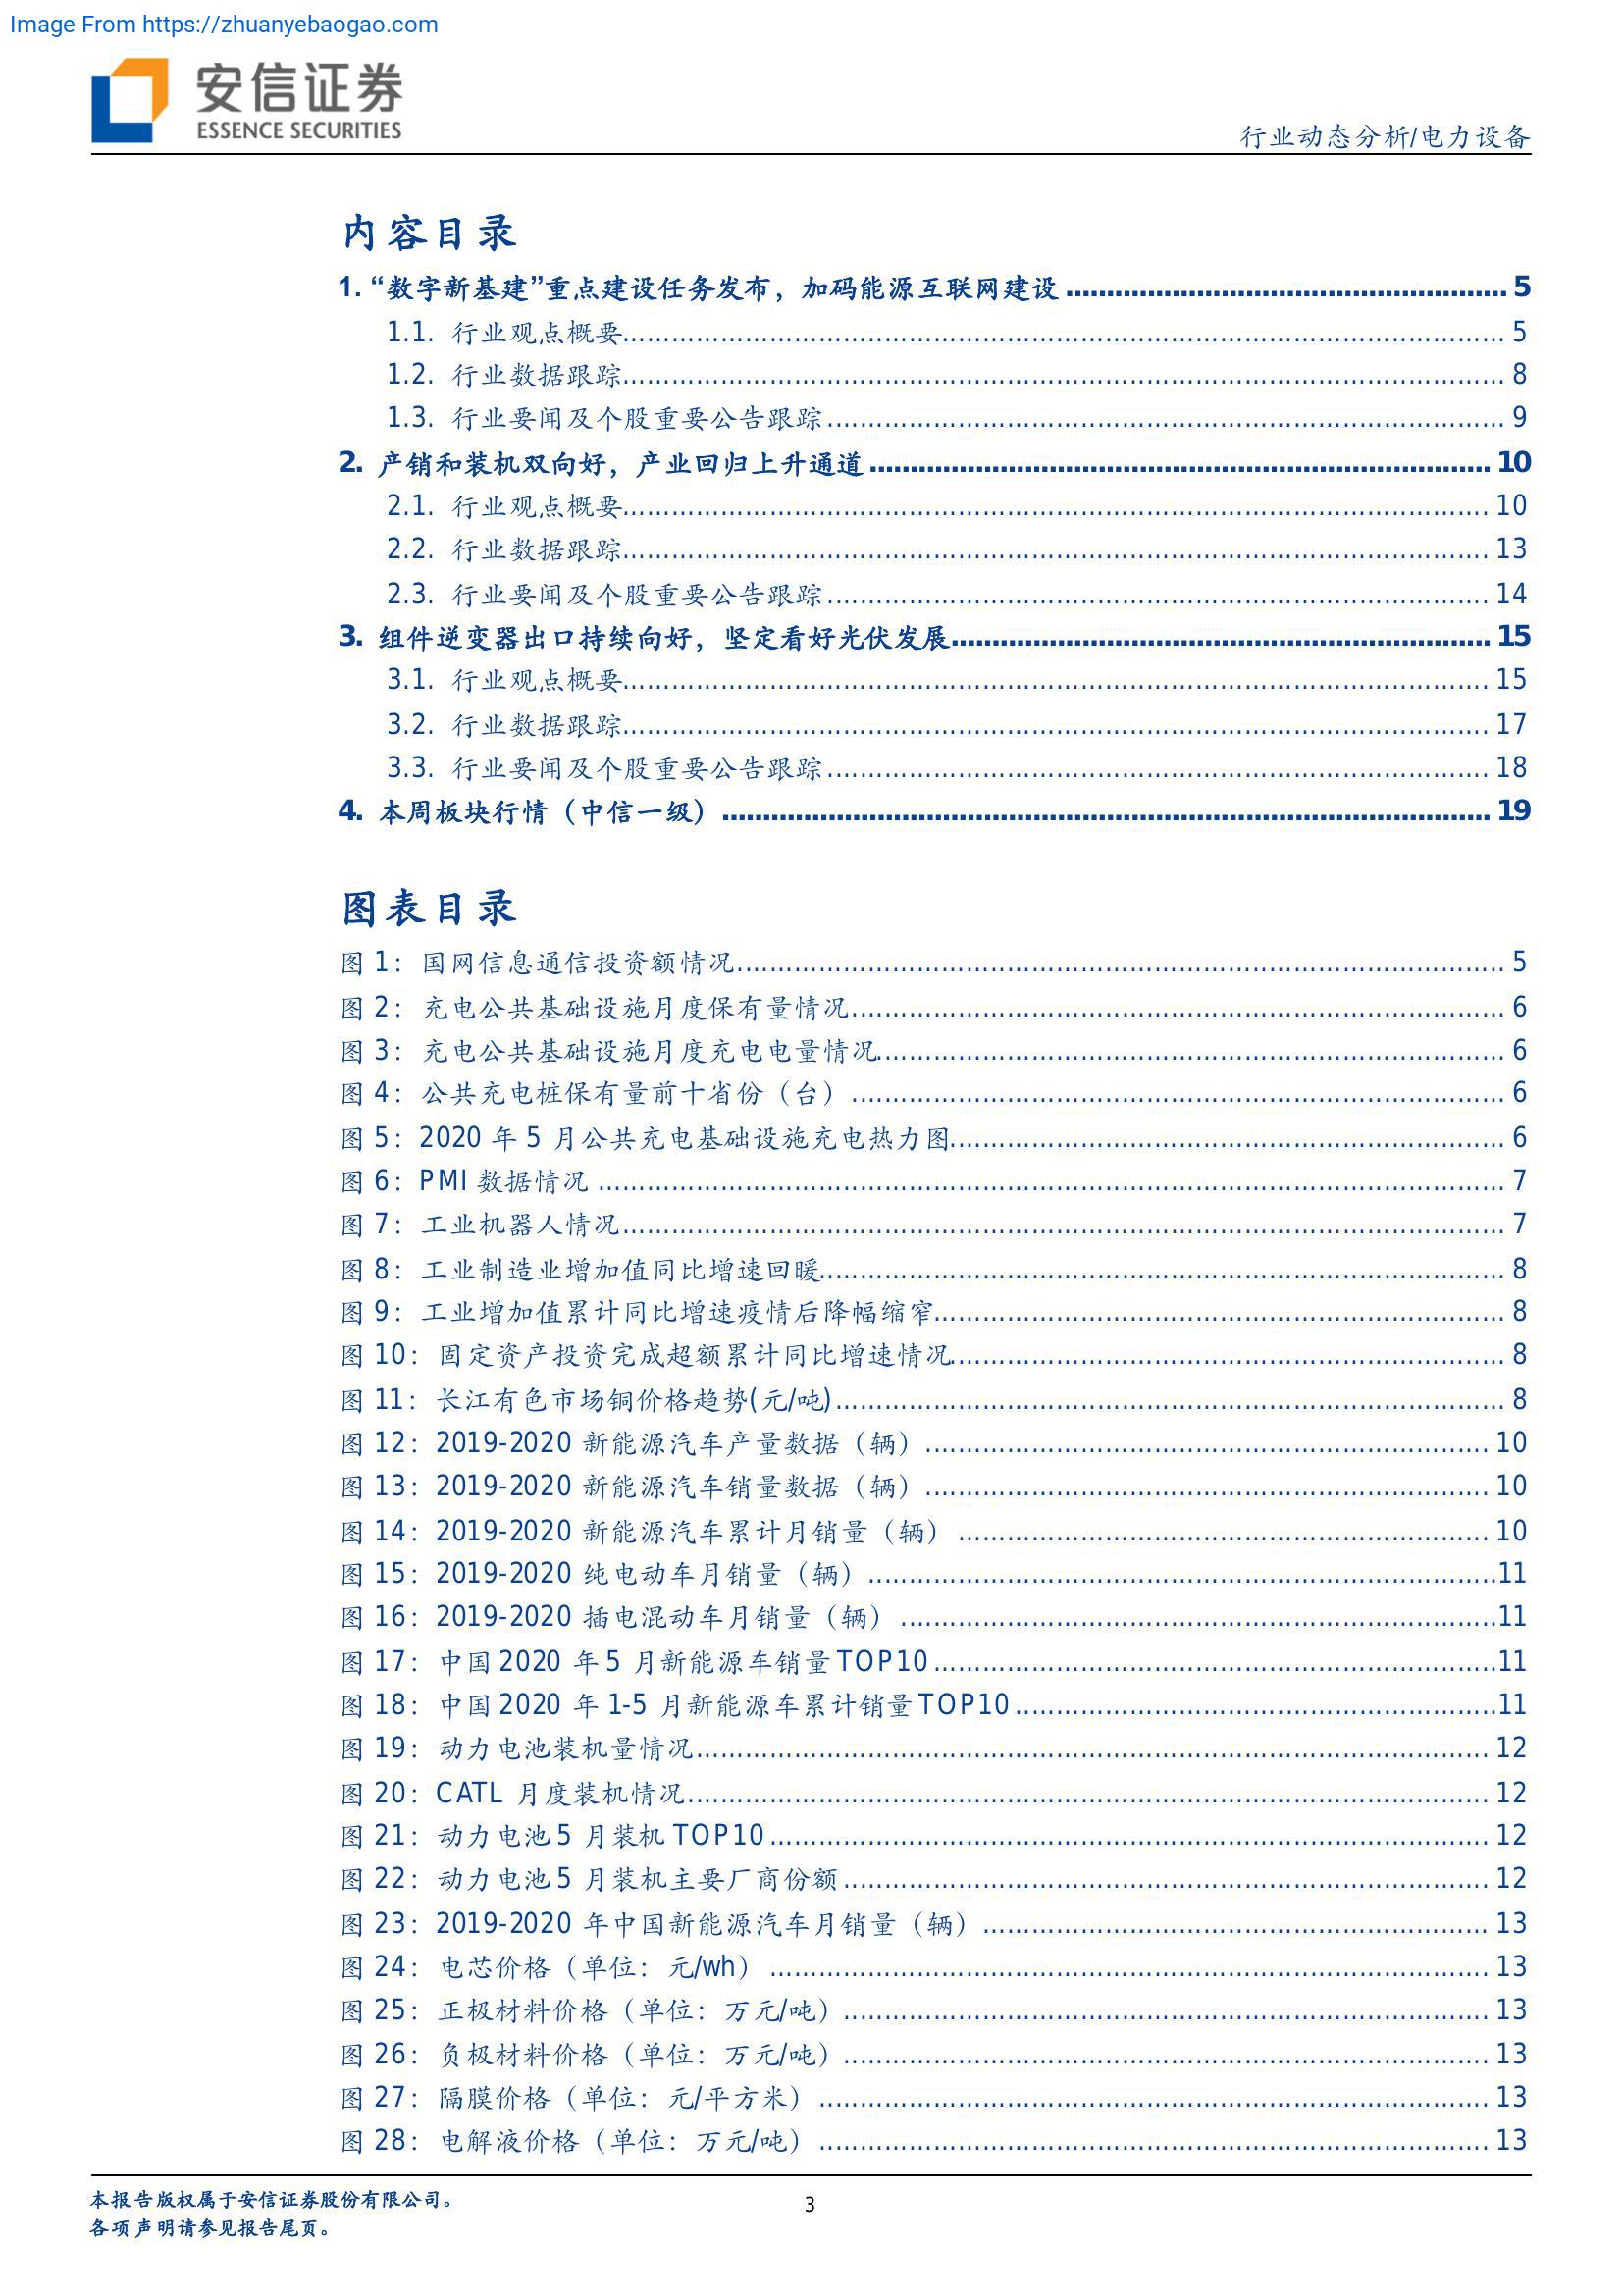 Image From https://zhuanyebaogao.com
安信证券
ESSENCE SECURITIES
行业动态分析/电力设备
内容目录
1. “数字新基建”重点建设任务发布，加码能源互联网建设 5
1.1. 行业观点概要 5
1.2. 行业数据跟踪 8
1.3. 行业要闻及个股重要公告跟踪 9
2. 产销和装机双向好，产业回归上升通道 10
2.1. 行业观点概要 10
2.2. 行业数据跟踪 13
2.3. 行业要闻及个股重要公告跟踪 14
3. 组件逆变器出口持续向好，坚定看好光伏发展 15
3.1. 行业观点概要 15
3.2. 行业数据跟踪 17
3.3. 行业要闻及个股重要公告跟踪 18
4. 本周板块行情（中信一级） 19
图表目录
图 1：国网信息通信投资额情况 5
图 2：充电公共基础设施月度保有量情况 6
图 3：充电公共基础设施月度充电电量情况 6
图 4：公共充电桩保有量前十省份（台） 6
图 5：2020 年 5 月公共充电基础设施充电热力图 6
图 6：PMI 数据情况 7
图 7：工业机器人情况 7
图 8：工业制造业增加值同比增速回暖 8
图 9：工业增加值累计同比增速疫情后降幅缩窄 8
图 10：固定资产投资完成超额累计同比增速情况 8
图 11：长江有色市场铜价格趋势(元/吨) 8
图 12：2019-2020 新能源汽车产量数据（辆） 10
图 13：2019-2020 新能源汽车销量数据（辆） 10
图 14：2019-2020 新能源汽车累计月销量（辆） 10
图 15：2019-2020 纯电动车月销量（辆） 11
图 16：2019-2020 插电混动车月销量（辆） 11
图 17：中国 2020 年 5 月新能源车销量 TOP10 11
图 18：中国 2020 年 1-5 月新能源车累计销量 TOP10 11
图 19：动力电池装机量情况 12
图 20：CATL 月度装机情况 12
图 21：动力电池 5 月装机 TOP10 12
图 22：动力电池 5 月装机主要厂商份额 12
图 23：2019-2020 年中国新能源汽车月销量（辆） 13
图 24：电芯价格（单位：元/wh） 13
图 25：正极材料价格（单位：万元/吨） 13
图 26：负极材料价格（单位：万元/吨） 13
图 27：隔膜价格（单位：元/平方米） 13
图 28：电解液价格（单位：万元/吨） 13
本报告版权属于安信证券股份有限公司。
各项声明请参见报告尾页。
3